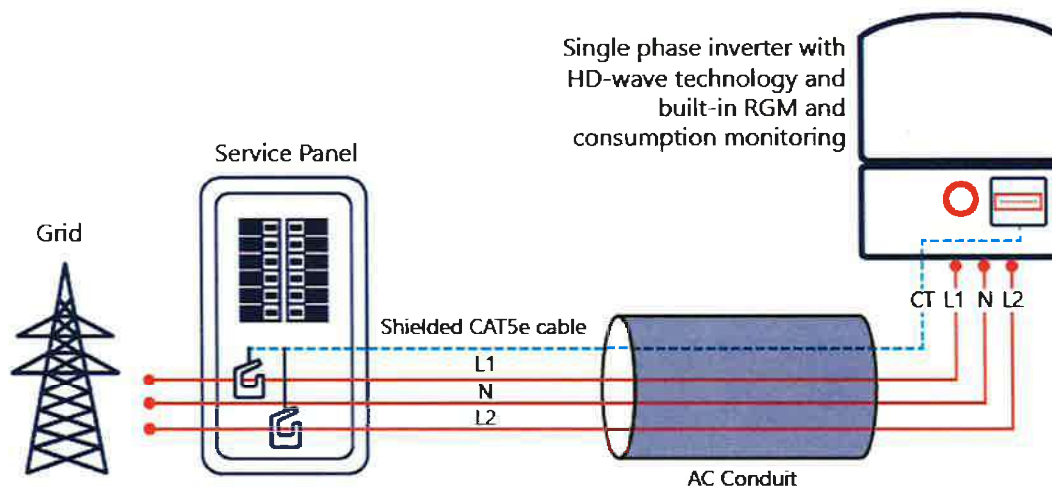 Single phase inverter with
HD-wave technology and
built-in RGM and
consumption monitoring
Service Panel
Grid
CT L1 N L2
Shielded CAT5e cable
L1
N
L2
AC Conduit